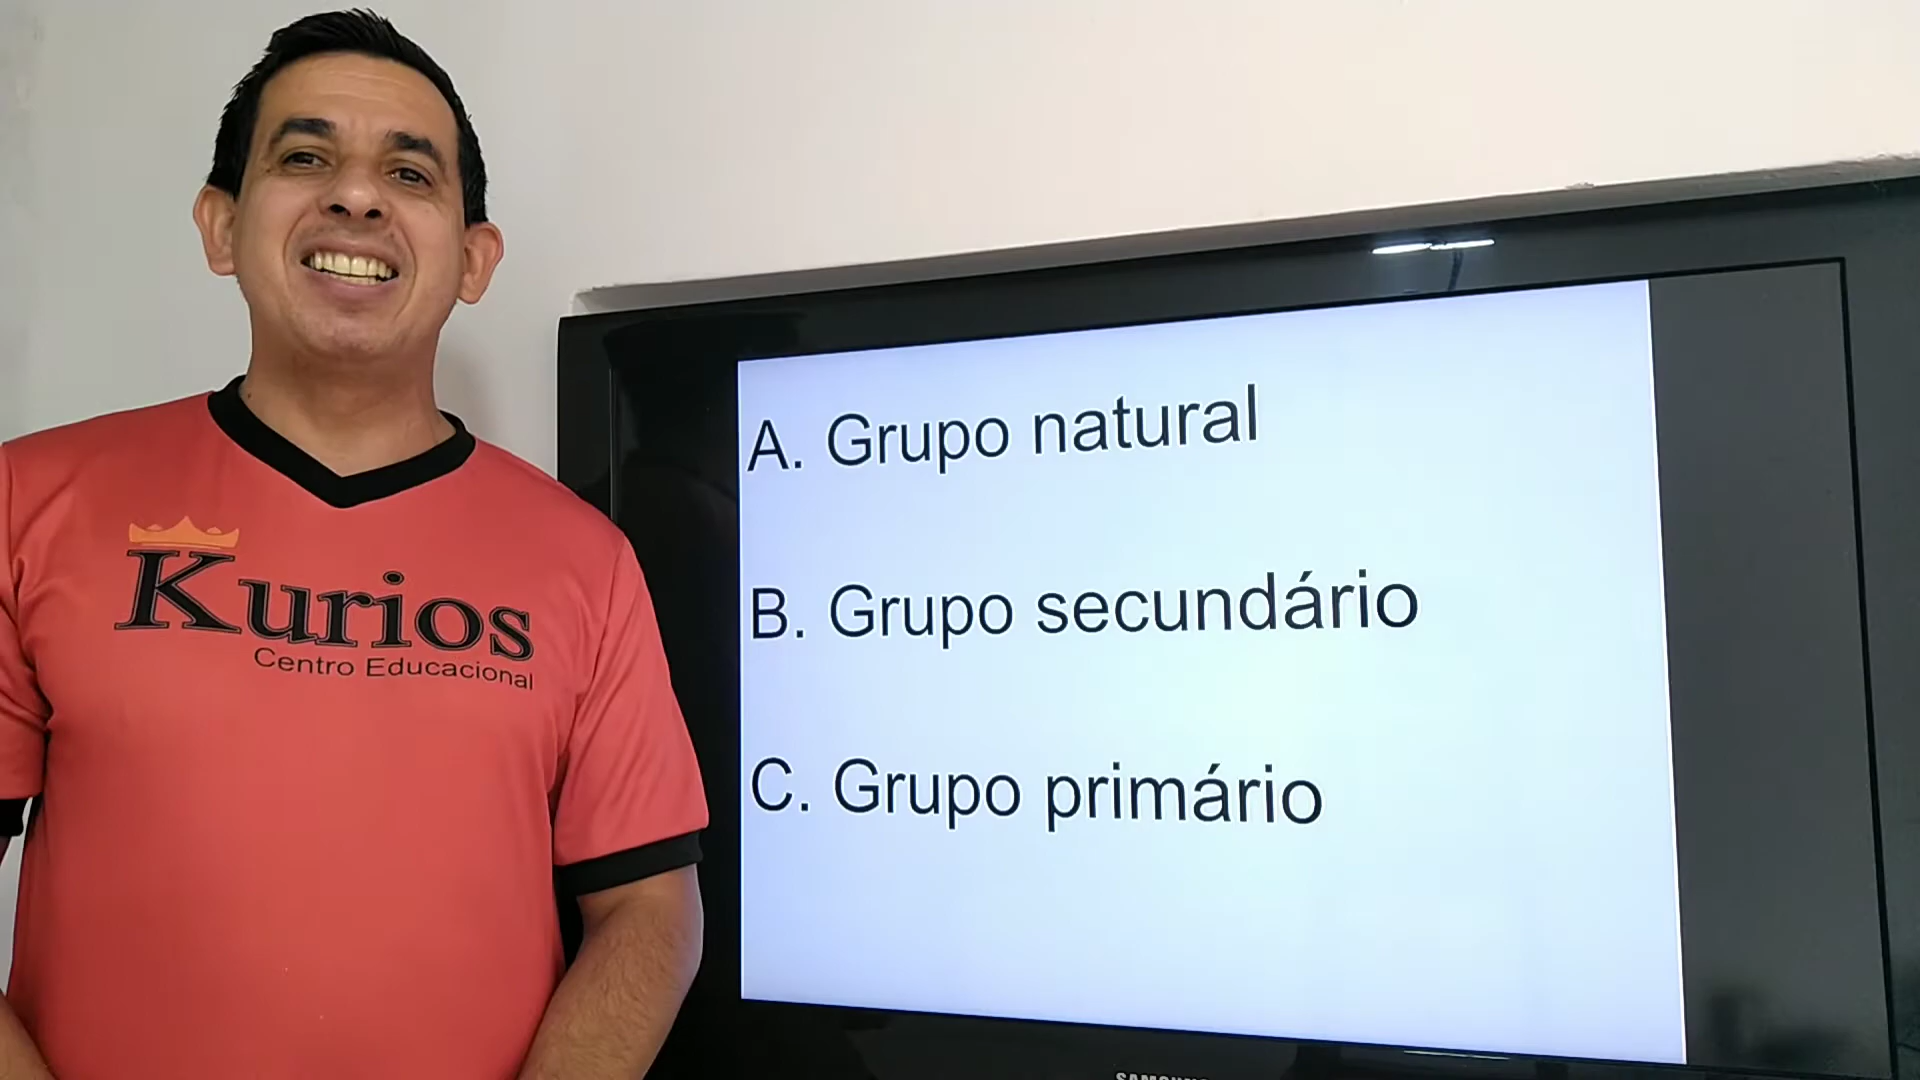 Kurios
Centro Educacional
A. Grupo natural
B. Grupo secundário
C. Grupo primário